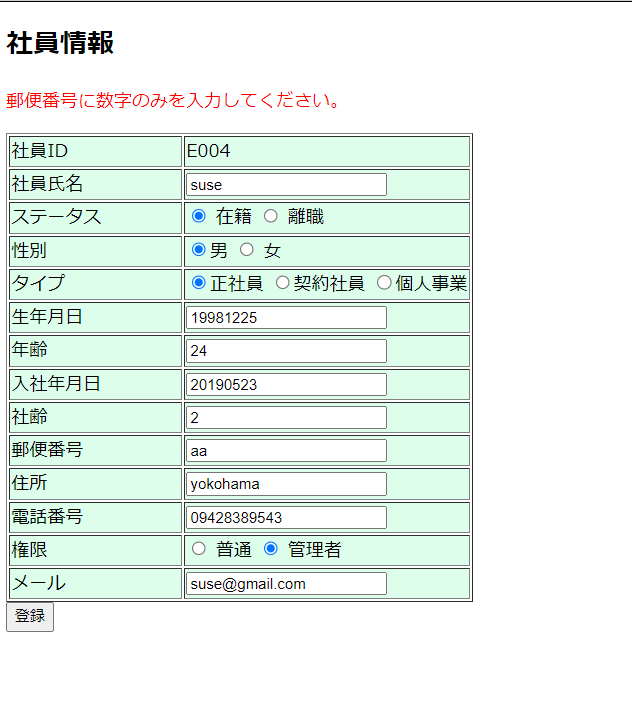 社員情報
郵便番号に数字のみを入力してください。
社員ID E004
社員氏名 suse
ステータス 在籍 離職
性別 男 女
タイプ 正社員 契約社員 個人事業
生年月日 19981225
年齢 24
入社年月日 20190523
社齢 2
郵便番号 aa
住所 yokohama
電話番号 09428389543
権限 普通 管理者
メール suse@gmail.com
登録